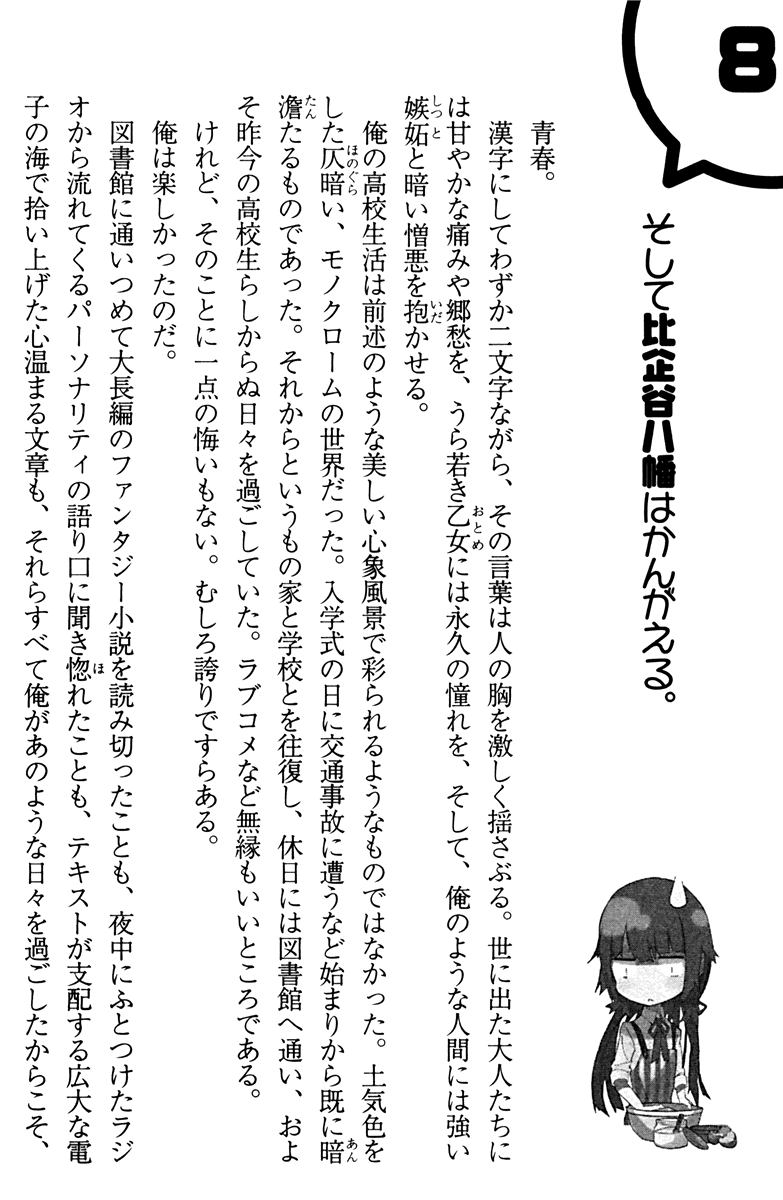 8
そして比企谷八幡はかんがえる。
青春。
漢字にしてわずか二文字ながら、その言葉は人の胸を激しく揺さぶる。世に出た大人たちに
は甘やかな痛みや郷愁を、うら若き乙女には永久の憧れを、そして、俺のような人間には強い
嫉妬と暗い憎悪を抱かせる。
俺の高校生活は前述のような美しい心象風景で彩られるようなものではなかった。土気色を
した仄暗い、モノクロームの世界だった。入学式の日に交通事故に遭うなど始まりから既に暗
澹たるものであった。それからというもの家と学校とを往復し、休日には図書館へ通い、およ
そ昨今の高校生らしからぬ日々を過ごしていた。ラブコメなど無縁もいいところである。
けれど、そのことに一点の悔いもない。むしろ誇りですらある。
俺は楽しかったのだ。
図書館に通いつめて大長編のファンタジー小説を読み切ったことも、夜中にふとつけたラジ
オから流れてくるパーソナリティの語り口に聞き惚れたことも、テキストが支配する広大な電
子の海で拾い上げた心温まる文章も、それらすべて俺があのような日々を過ごしたからこそ、